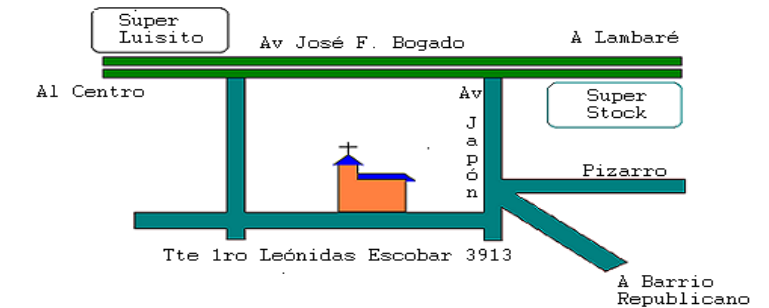 Super
Luisito
Av José F. Bogado
A Lambaré
Al Centro
Av
Japón
Super
Stock
Pizarro
Tte 1ro Leónidas Escobar 3913
A Barrio
Republicano